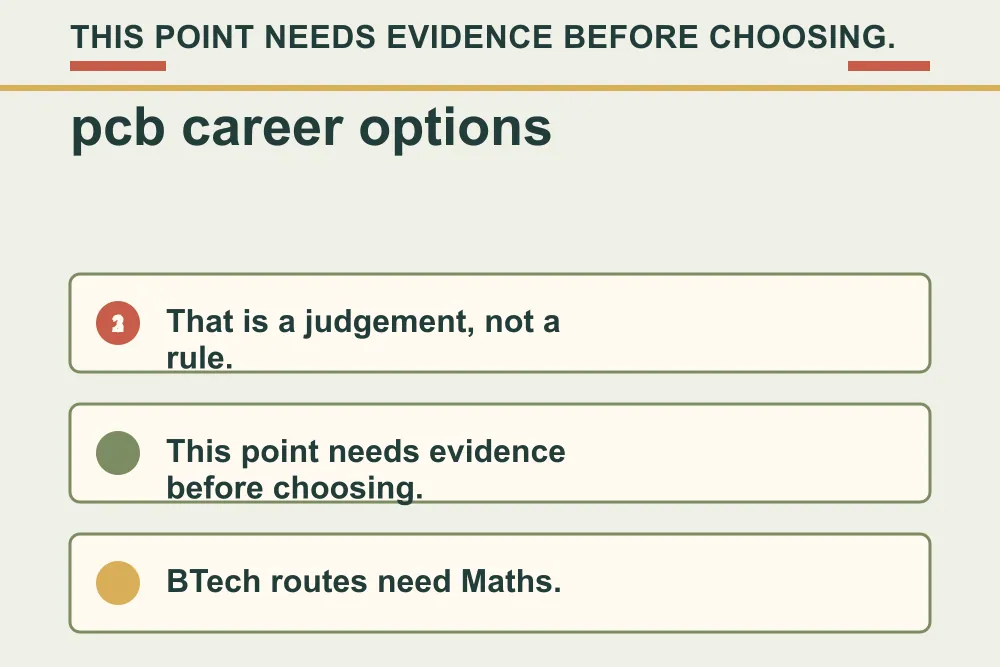 THIS POINT NEEDS EVIDENCE BEFORE CHOOSING.
pcb career options
That is a judgement, not a
rule.
This point needs evidence
before choosing.
BTech routes need Maths.